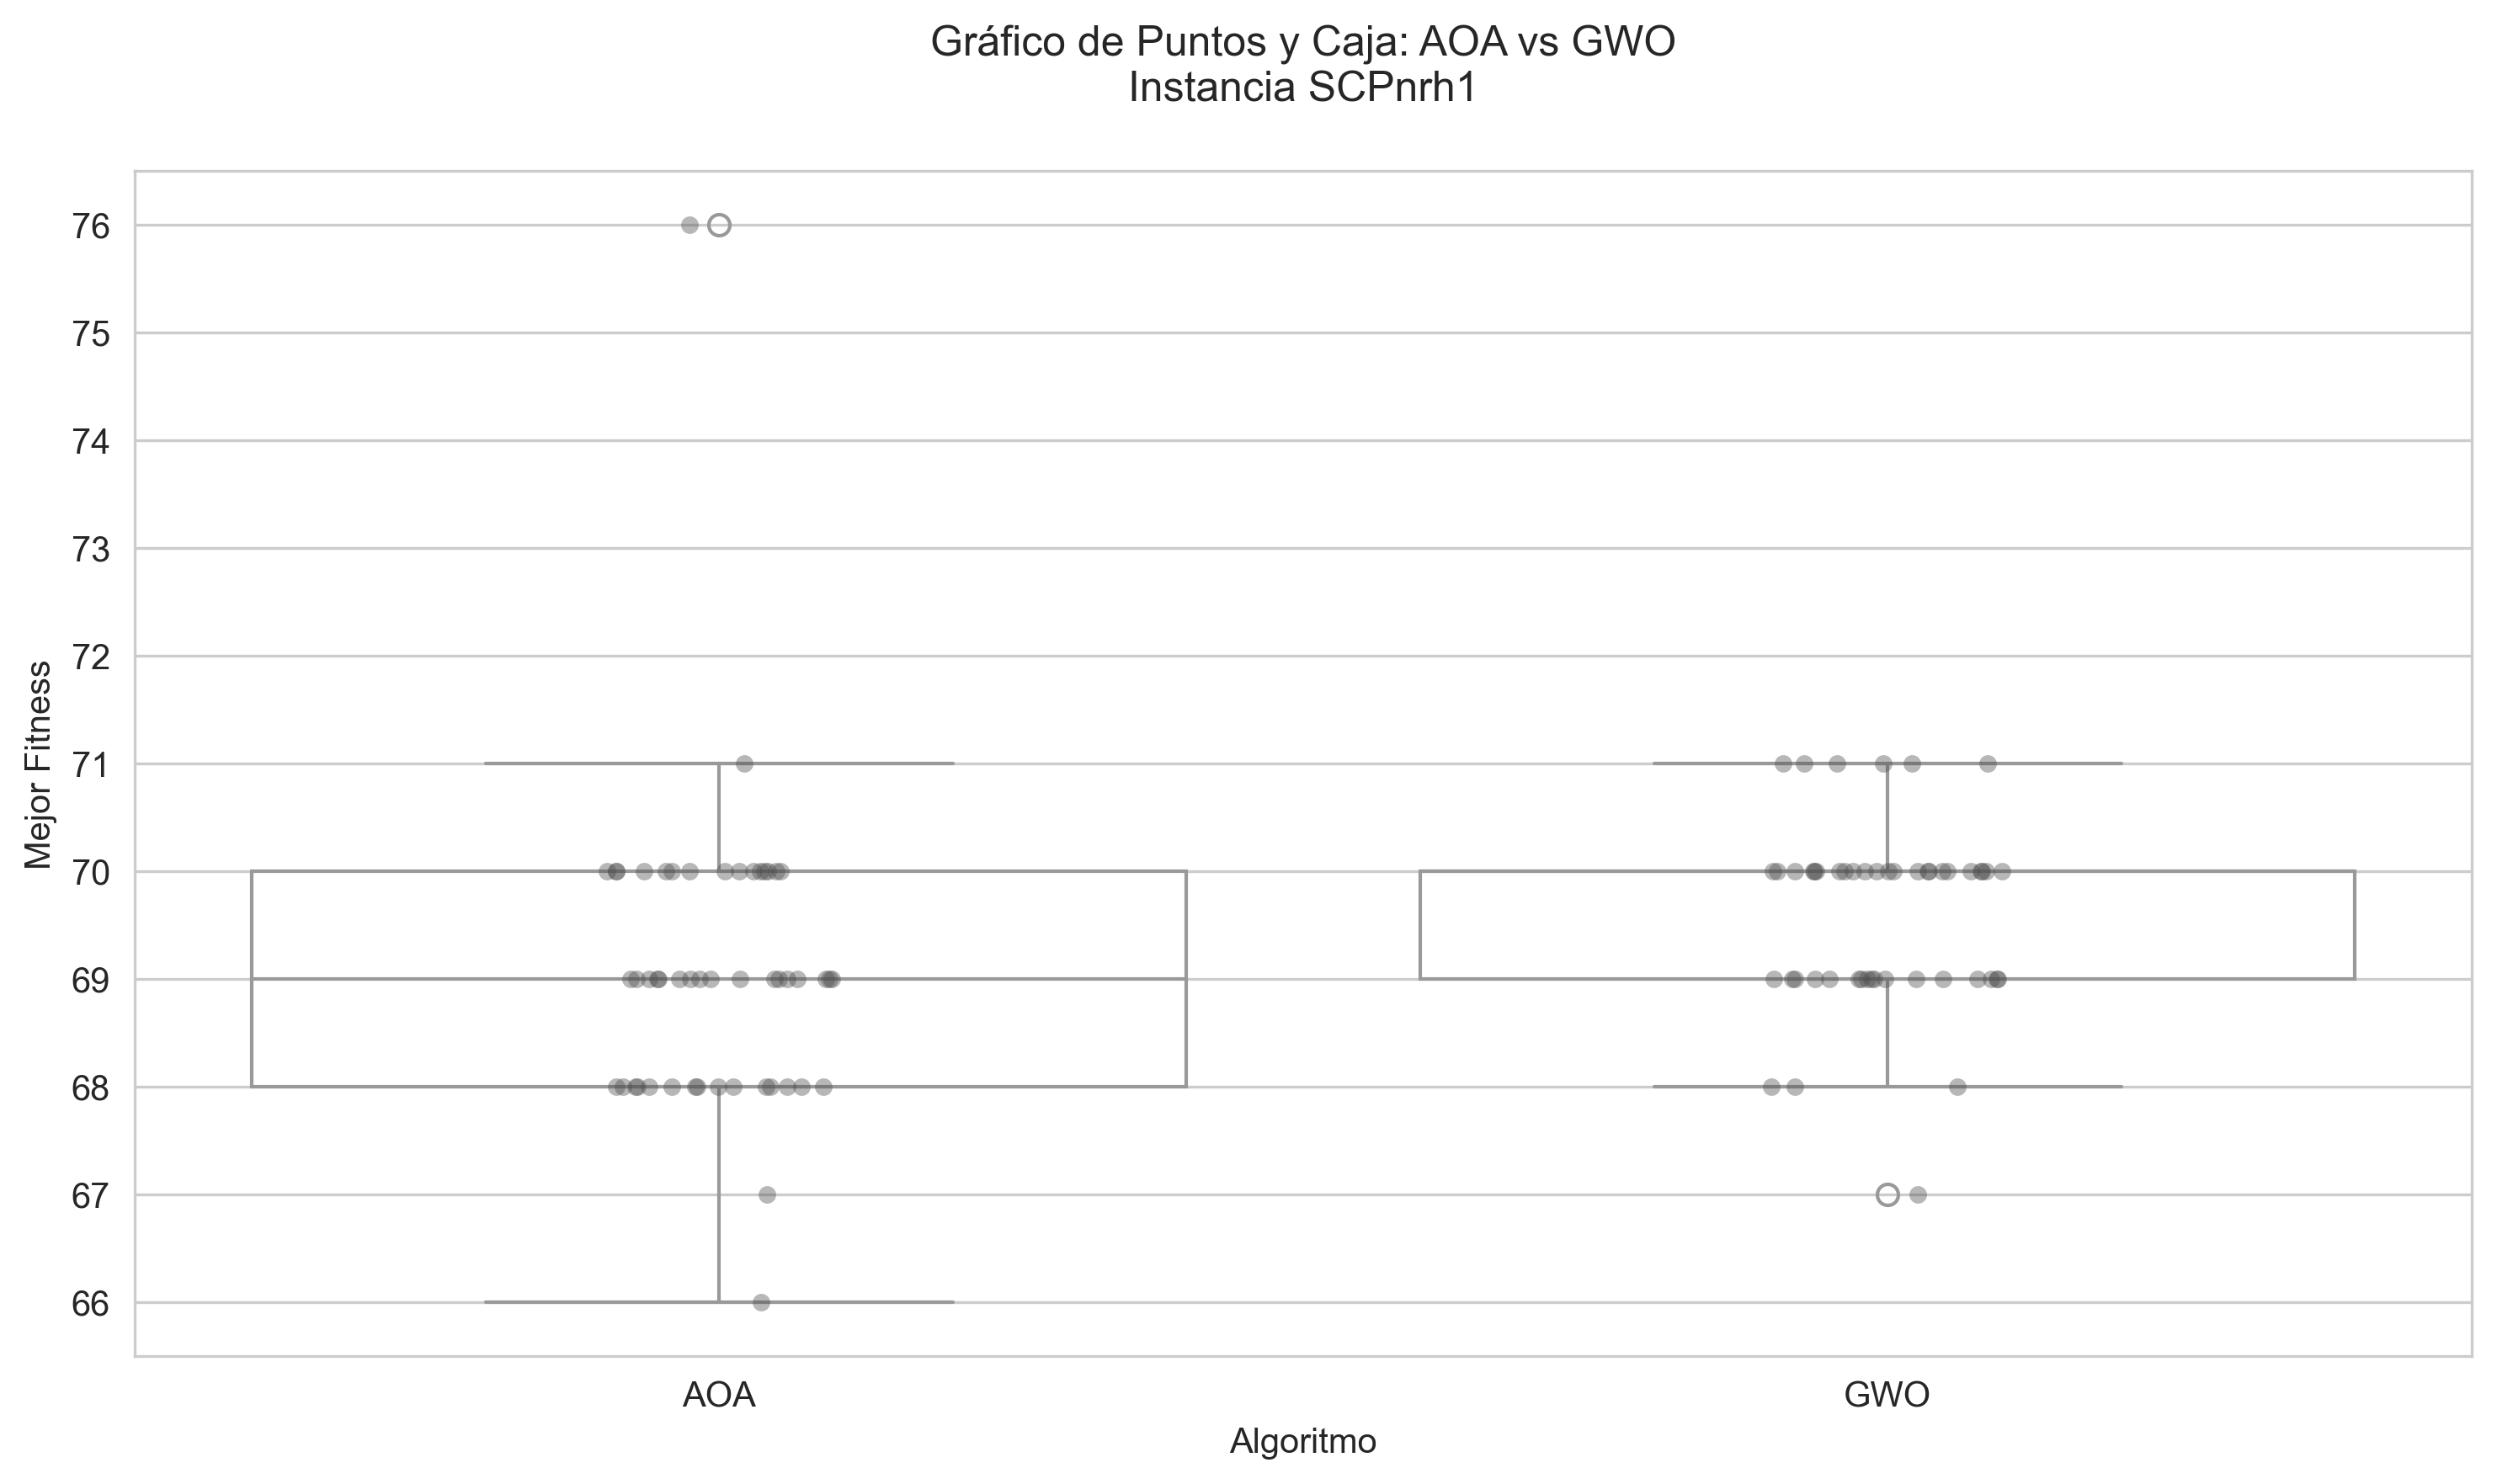 Gráfico de Puntos y Caja: AOA vs GWO
Instancia SCPnrh1
Mejor Fitness
76
75
74
73
72
71
70
69
68
67
66
AOA
GWO
Algoritmo